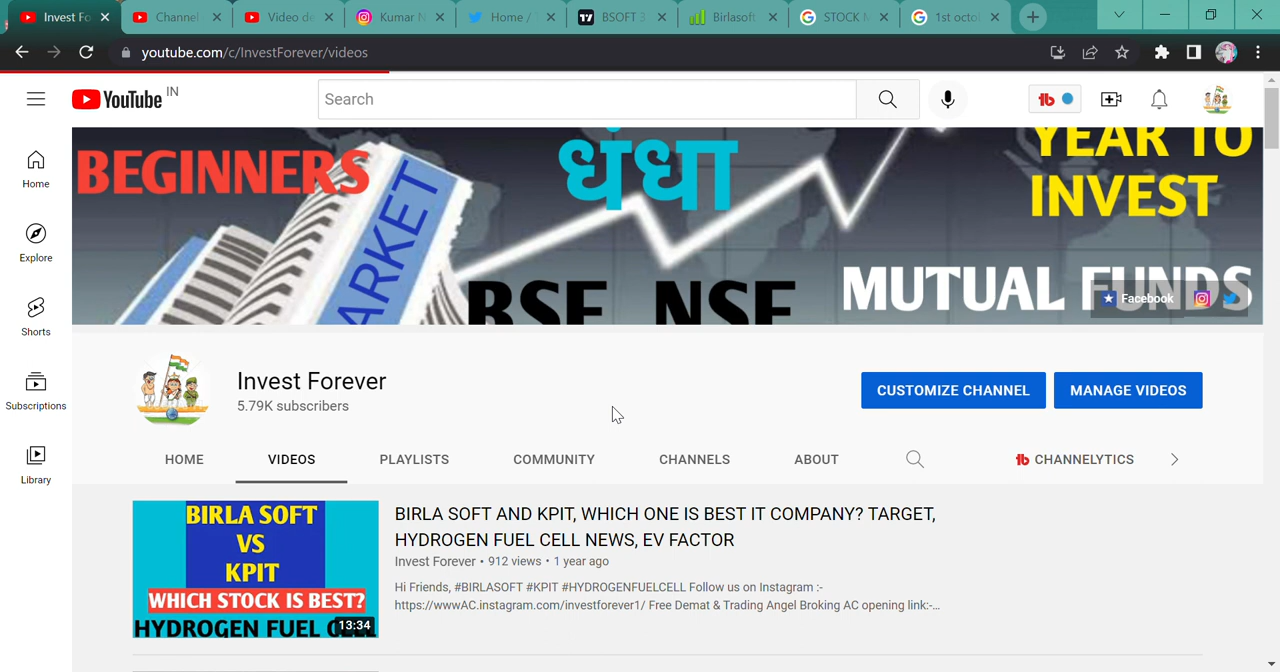 Invest Fo
Channel
Video de
Kumar N
Home / T
BSOFT 3
Birlasoft
STOCK M
1st octol
youtube.com/c/InvestForever/videos
YouTube IN
Search
BEGINNERS
MARKET
धंधा
BSE NSE
YEAR TO
INVEST
MUTUAL FUNDS
Facebook
Home
Explore
Shorts
Subscriptions
Library
Invest Forever
5.79K subscribers
CUSTOMIZE CHANNEL
MANAGE VIDEOS
HOME VIDEOS PLAYLISTS COMMUNITY CHANNELS ABOUT CHANNELYTICS
BIRLA SOFT
VS
KPIT
WHICH STOCK IS BEST?
HYDROGEN FUEL CELL
13:34
BIRLA SOFT AND KPIT, WHICH ONE IS BEST IT COMPANY? TARGET,
HYDROGEN FUEL CELL NEWS, EV FACTOR
Invest Forever • 912 views • 1 year ago
Hi Friends, #BIRLASOFT #KPIT #HYDROGENFUELCELL Follow us on Instagram :-
https://wwwAC.instagram.com/investforever1/ Free Demat & Trading Angel Broking AC opening link:-...